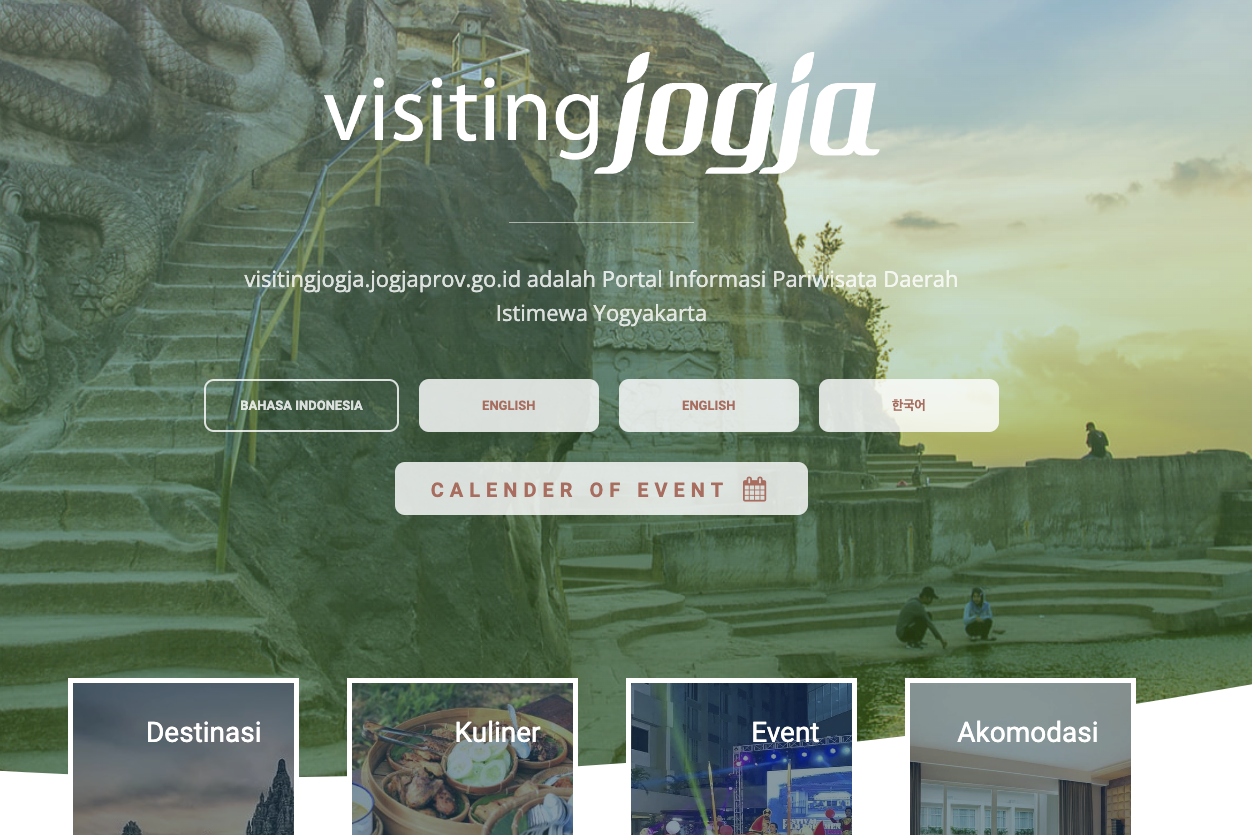 visiting jogja
visitingjogja.jogjaprov.go.id adalah Portal Informasi Pariwisata Daerah
Istimewa Yogyakarta
BAHASA INDONESIA
ENGLISH
ENGLISH
한국어
CALENDER OF EVENT
Destinasi
Kuliner
Event
Akomodasi